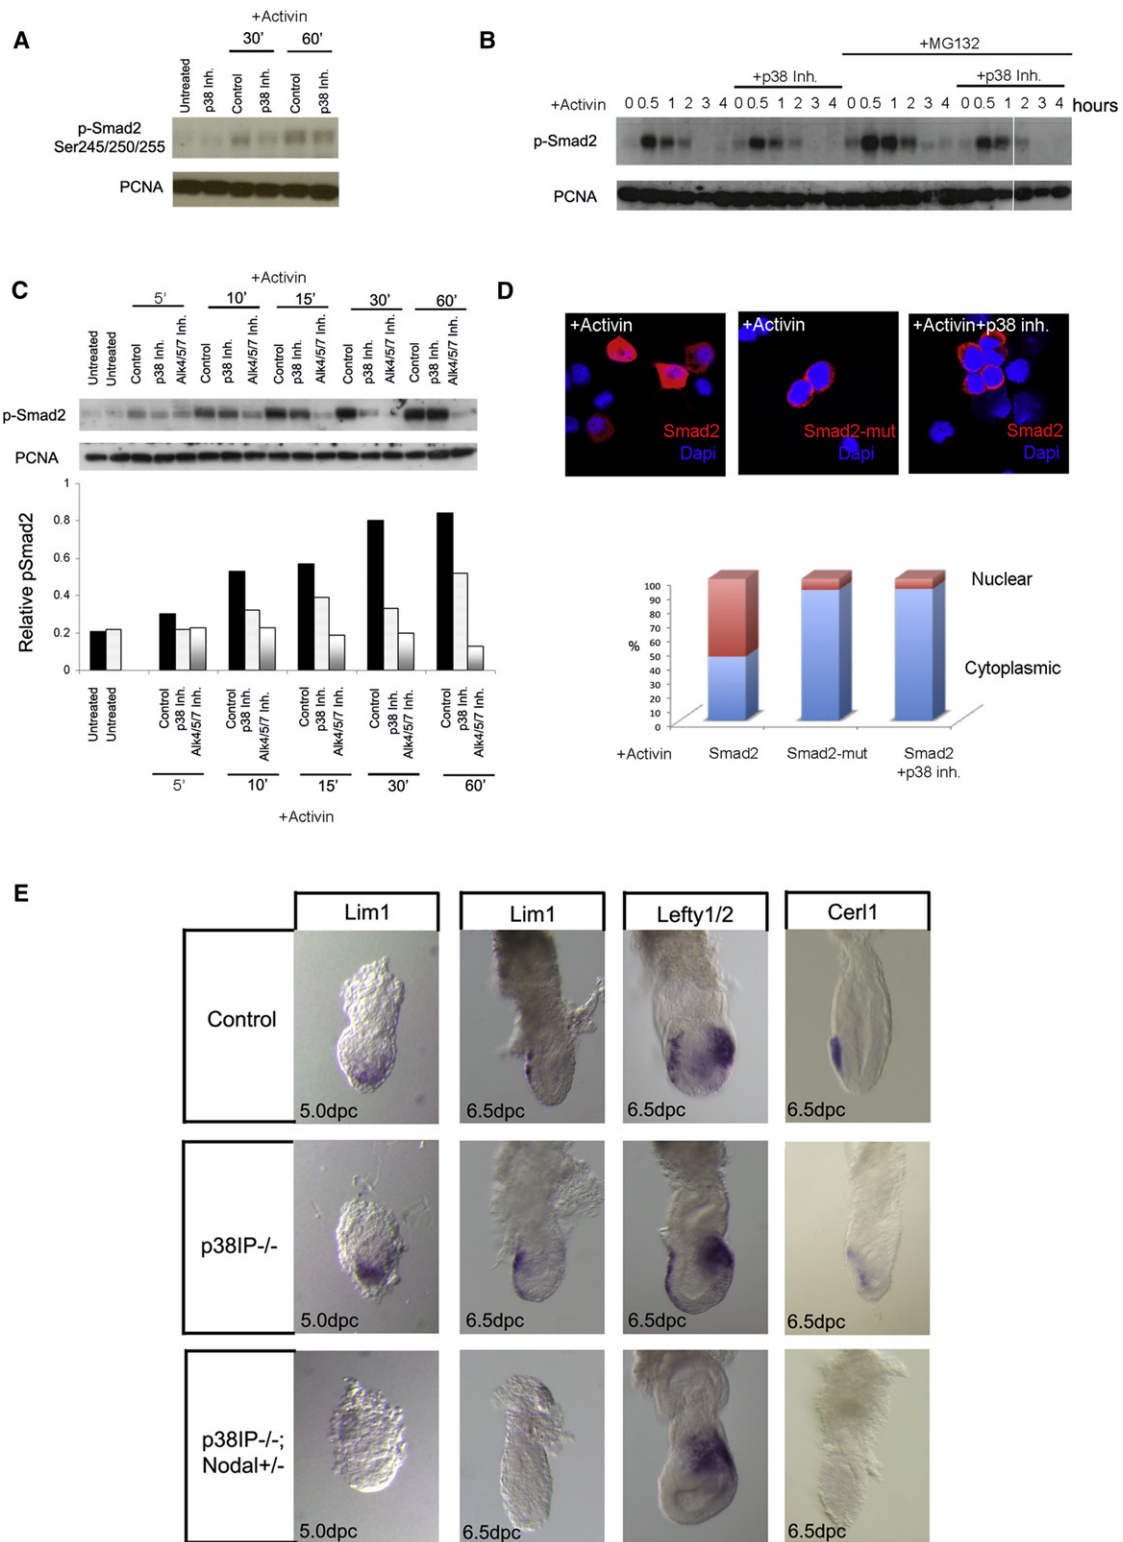 A
+Activin
30' 60'
Untreated p38 Inh. Control p38 Inh. Control p38 Inh.
p-Smad2
Ser245/250/255
PCNA
B
+MG132
+p38 Inh. +p38 Inh.
+Activin 0 0.5 1 2 3 4 0 0.5 1 2 3 4 0 0.5 1 2 3 4 0 0.5 1 2 3 4 hours
p-Smad2
PCNA
C
+Activin
5' 10' 15' 30' 60'
Untreated Untreated Control p38 Inh. Alk4/5/7 Inh. Control p38 Inh. Alk4/5/7 Inh. Control p38 Inh. Alk4/5/7 Inh. Control p38 Inh. Alk4/5/7 Inh. Control p38 Inh. Alk4/5/7 Inh.
p-Smad2
PCNA
Relative pSmad2
1
0.8
0.6
0.4
0.2
0
Untreated Untreated Control p38 Inh. Alk4/5/7 Inh. Control p38 Inh. Alk4/5/7 Inh. Control p38 Inh. Alk4/5/7 Inh. Control p38 Inh. Alk4/5/7 Inh. Control p38 Inh. Alk4/5/7 Inh.
5' 10' 15' 30' 60'
+Activin
D
+Activin +Activin +Activin+p38 inh.
Smad2 Smad2-mut Smad2
Dapi Dapi Dapi
%
100
90
80
70
60
50
40
30
20
10
0
Nuclear
Cytoplasmic
+Activin Smad2 Smad2-mut Smad2
+p38 inh.
E
Lim1 Lim1 Lefty1/2 Cerl1
Control
5.0dpc 6.5dpc 6.5dpc 6.5dpc
p38IP-/-
5.0dpc 6.5dpc 6.5dpc 6.5dpc
p38IP-/-;
Nodal+/-
5.0dpc 6.5dpc 6.5dpc 6.5dpc